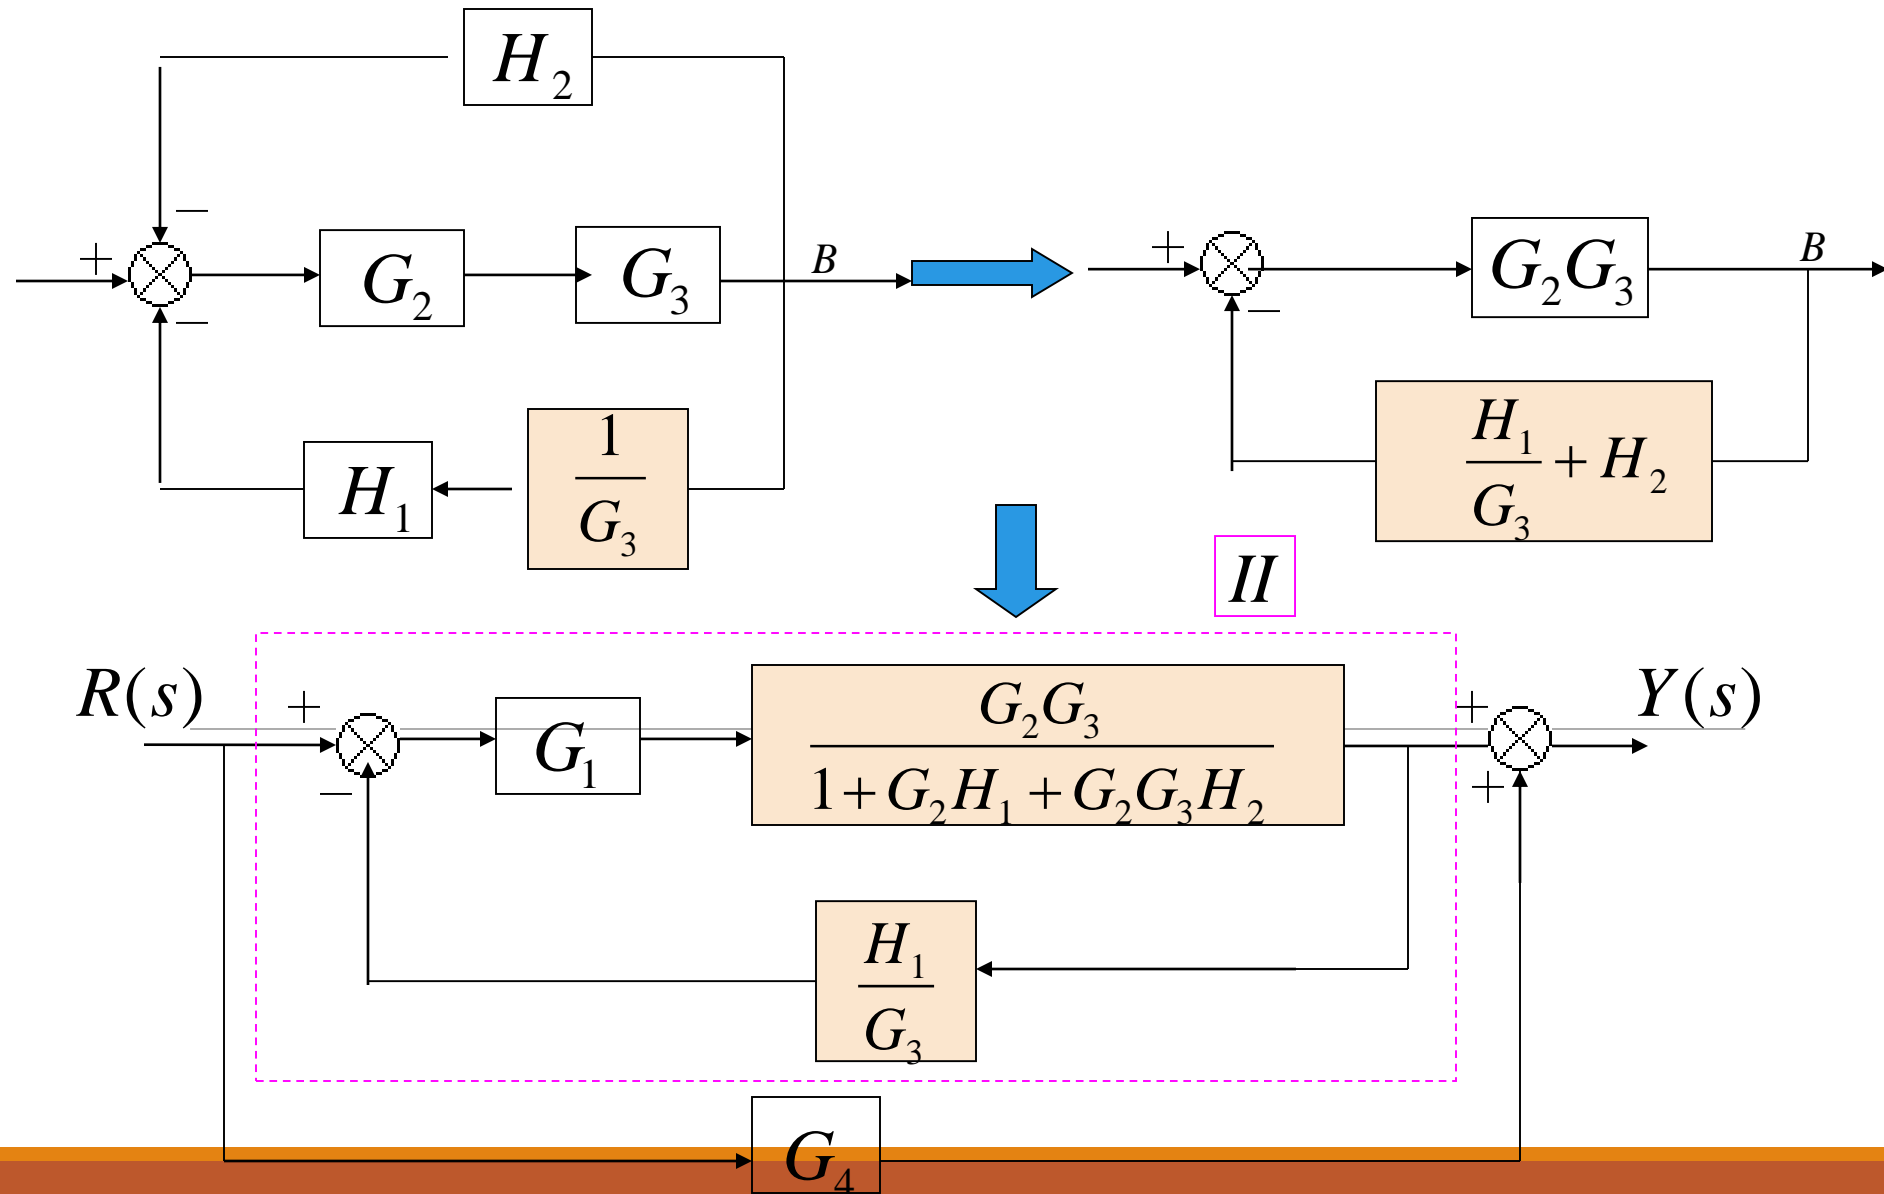 H₂
−
+
G₂
G₃
B
−
H₁
1/G₃
+
G₂G₃
B
−
H₁/G₃ + H₂
II
R(s)
+
−
G₁
G₂G₃/(1+G₂H₁+G₂G₃H₂)
+
+
Y(s)
H₁/G₃
G₄